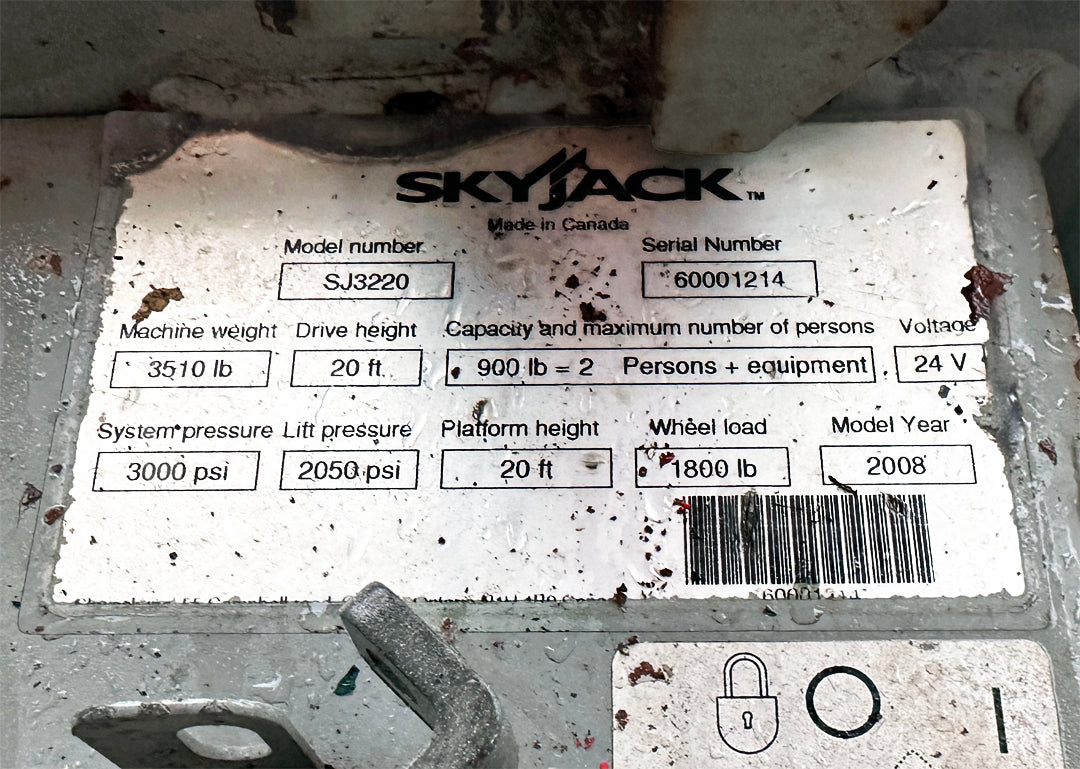 SKYJACK™
Made in Canada
Model number Serial Number
SJ3220 60001214
Machine weight Drive height Capacity and maximum number of persons Voltage
3510 lb 20 ft 900 lb = 2 Persons + equipment 24 V
System pressure Lift pressure Platform height Wheel load Model Year
3000 psi 2050 psi 20 ft 1800 lb 2008
60001214